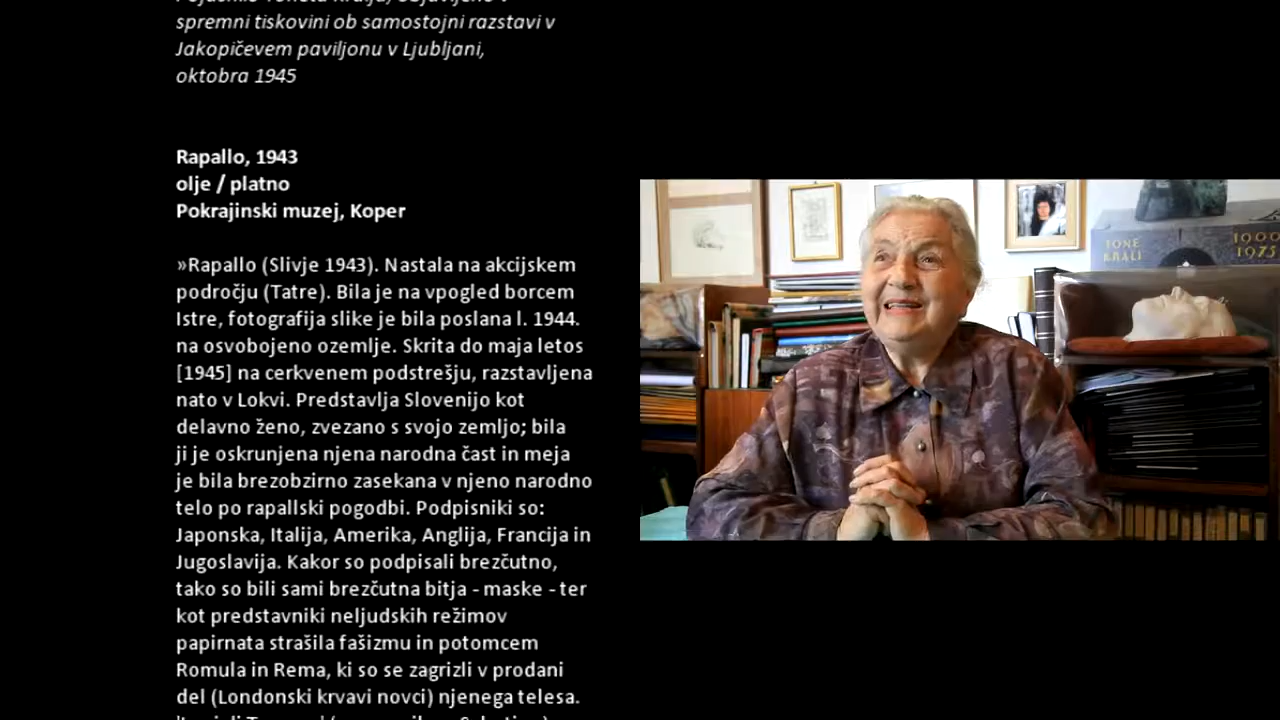 spremni tiskovini ob samostojni razstavi v
Jakopičevem paviljonu v Ljubljani,
oktobra 1945
Rapallo, 1943
olje / platno
Pokrajinski muzej, Koper
»Rapallo (Slivje 1943). Nastala na akcijskem
področju (Tatre). Bila je na vpogled borcem
Istre, fotografija slike je bila poslana l. 1944.
na osvobojeno ozemlje. Skrita do maja letos
[1945] na cerkvenem podstrešju, razstavljena
nato v Lokvi. Predstavlja Slovenijo kot
delavno ženo, zvezano s svojo zemljo; bila
ji je oskrunjena njena narodna čast in meja
je bila brezobzirno zasekana v njeno narodno
telo po rapallski pogodbi. Podpisniki so:
Japonska, Italija, Amerika, Anglija, Francija in
Jugoslavija. Kakor so podpisali brezčutno,
tako so bili sami brezčutna bitja - maske - ter
kot predstavniki neljudskih režimov
papirnata strašila fašizmu in potomcem
Romula in Rema, ki so se zagrizli v prodani
del (Londonski krvavi novci) njenega telesa.
TONE
KRALJ
1900
1975